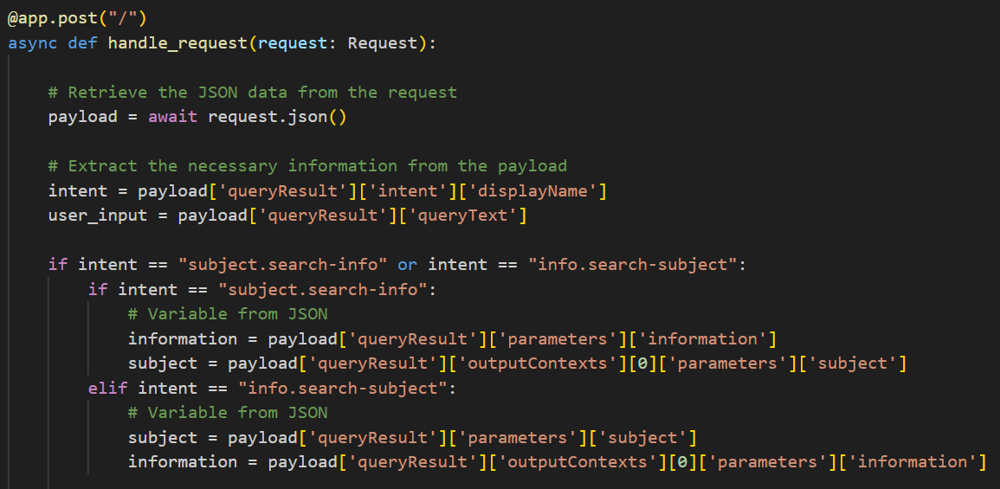 @app.post("/")
async def handle_request(request: Request):
# Retrieve the JSON data from the request
payload = await request.json()
# Extract the necessary information from the payload
intent = payload['queryResult']['intent']['displayName']
user_input = payload['queryResult']['queryText']
if intent == "subject.search-info" or intent == "info.search-subject":
if intent == "subject.search-info":
# Variable from JSON
information = payload['queryResult']['parameters']['information']
subject = payload['queryResult']['outputContexts'][0]['parameters']['subject']
elif intent == "info.search-subject":
# Variable from JSON
subject = payload['queryResult']['parameters']['subject']
information = payload['queryResult']['outputContexts'][0]['parameters']['information']